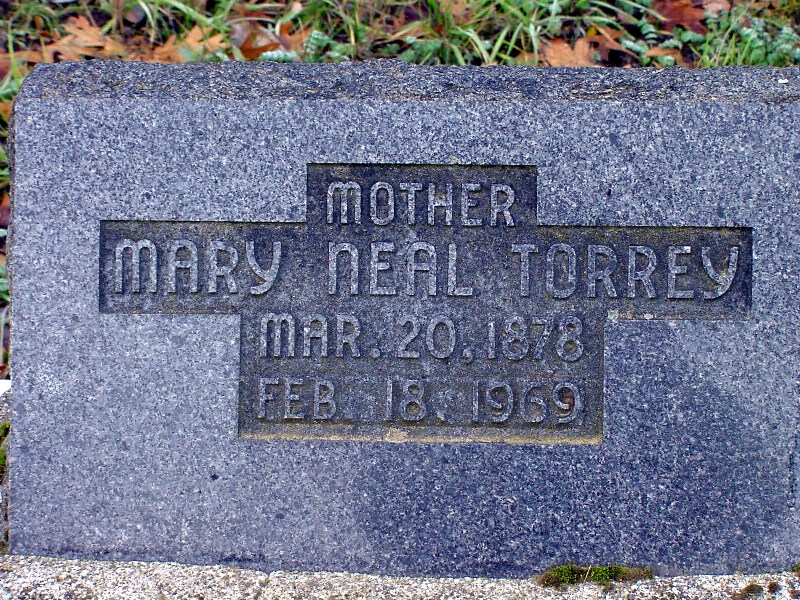 MOTHER
MARY NEAL TORREY
MAR. 20, 1878
FEB. 18. 1969